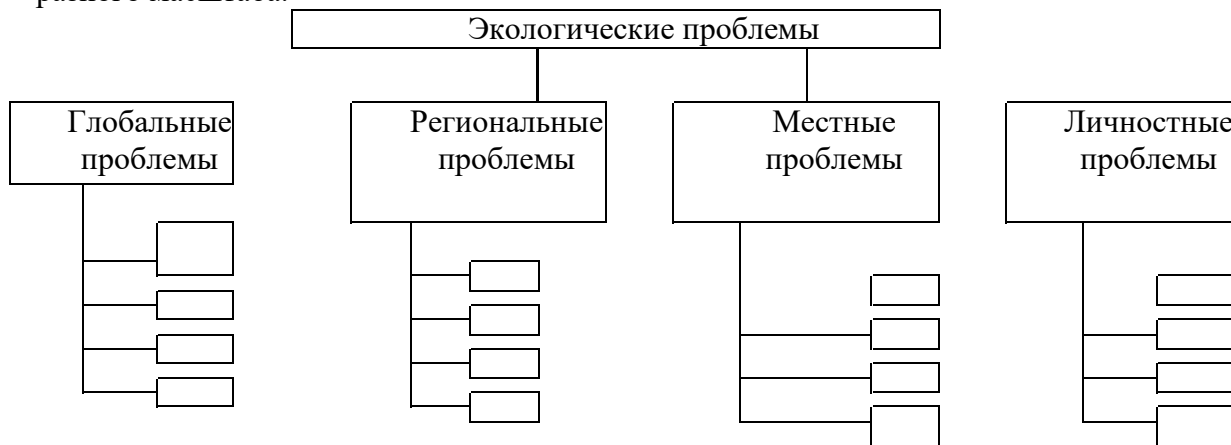 Экологические проблемы
Глобальные
проблемы
Региональные
проблемы
Местные
проблемы
Личностные
проблемы